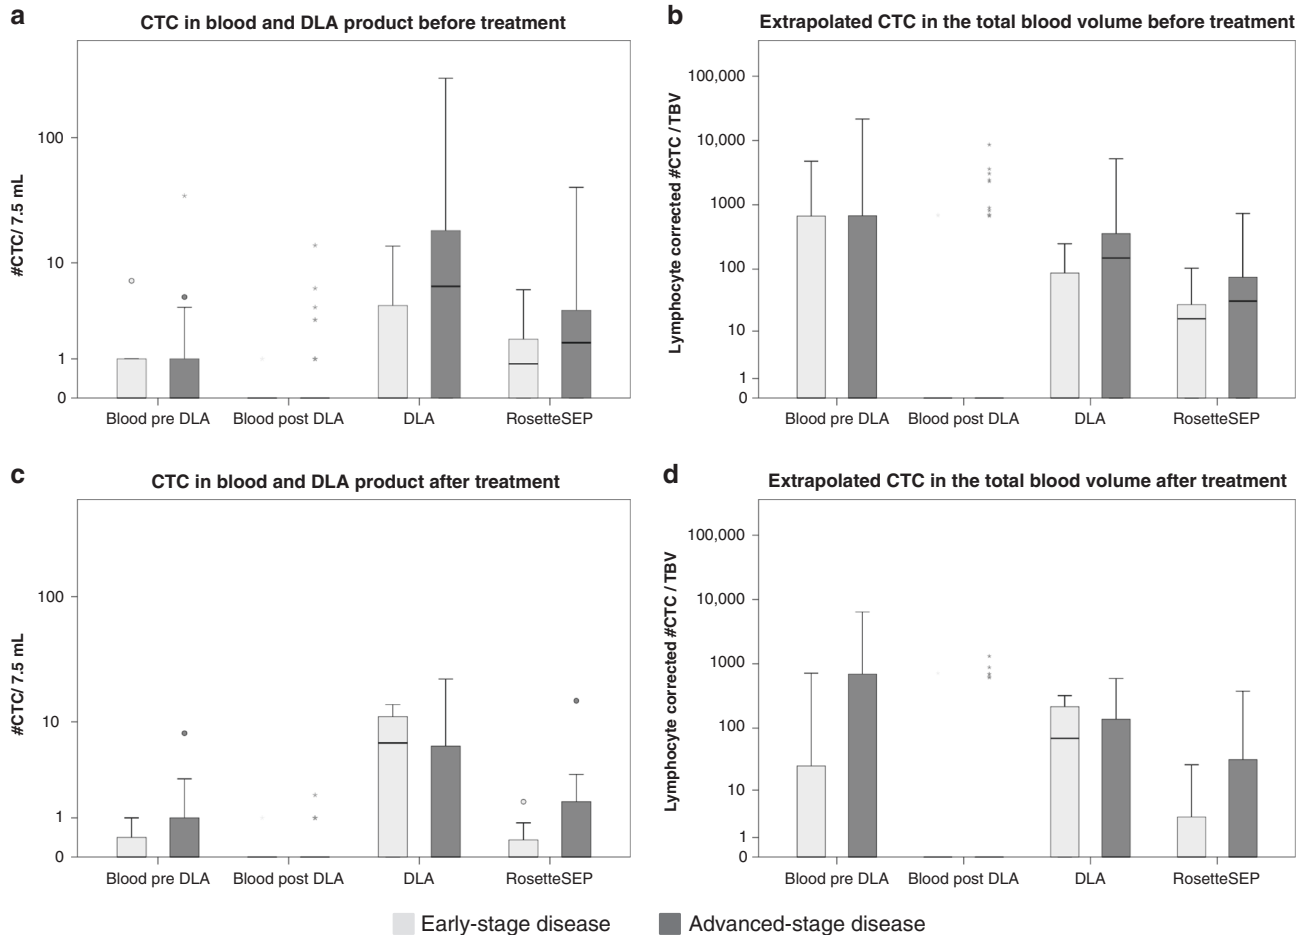 a
CTC in blood and DLA product before treatment
#CTC/ 7.5 mL
100
10
1
0
Blood pre DLA
Blood post DLA
DLA
RosetteSEP
b
Extrapolated CTC in the total blood volume before treatment
Lymphocyte corrected #CTC / TBV
100,000
10,000
1000
100
10
1
0
Blood pre DLA
Blood post DLA
DLA
RosetteSEP
c
CTC in blood and DLA product after treatment
#CTC/ 7.5 mL
100
10
1
0
Blood pre DLA
Blood post DLA
DLA
RosetteSEP
d
Extrapolated CTC in the total blood volume after treatment
Lymphocyte corrected #CTC / TBV
100,000
10,000
1000
100
10
1
0
Blood pre DLA
Blood post DLA
DLA
RosetteSEP
Early-stage disease
Advanced-stage disease